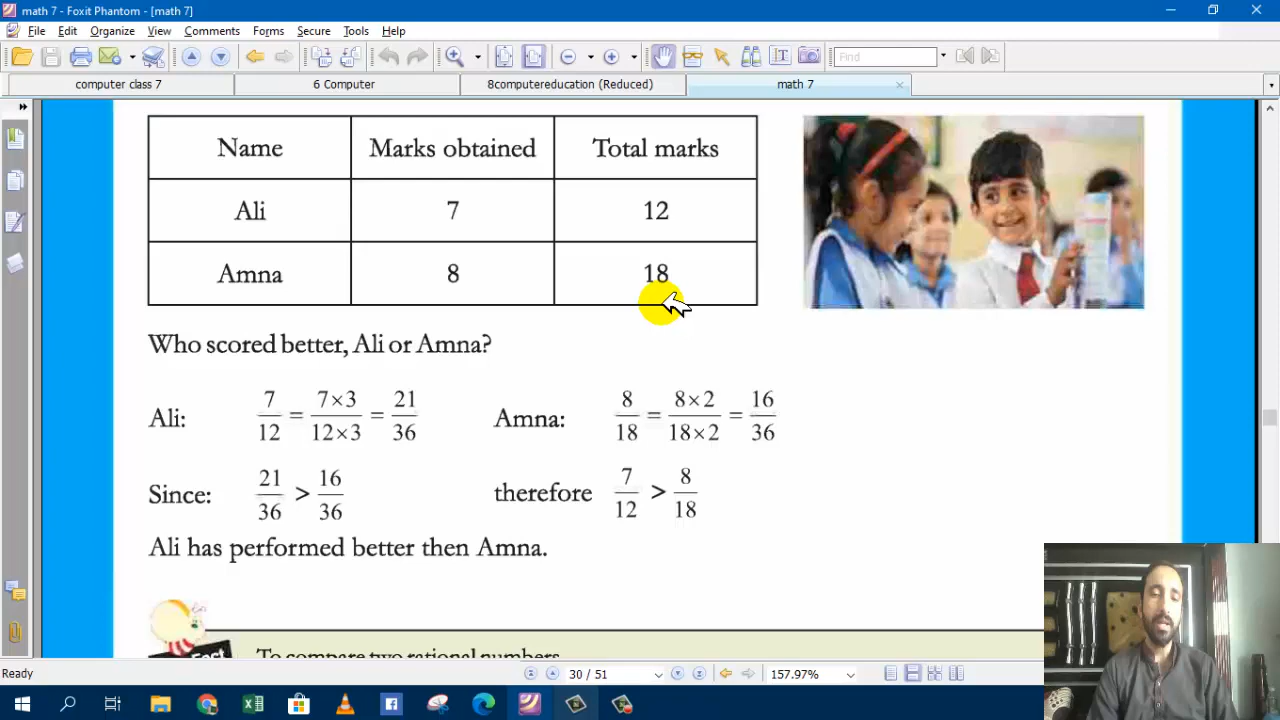 math 7 - Foxit Phantom - [math 7]
File Edit Organize View Comments Forms Secure Tools Help
Find
computer class 7 6 Computer 8computereducation (Reduced) math 7
Name Marks obtained Total marks
Ali 7 12
Amna 8 18
Who scored better, Ali or Amna?
Ali: 7/12 = 7×3/12×3 = 21/36 Amna: 8/18 = 8×2/18×2 = 16/36
Since: 21/36 > 16/36 therefore 7/12 > 8/18
Ali has performed better then Amna.
To compare two rational numbers
Ready 30 / 51 157.97%